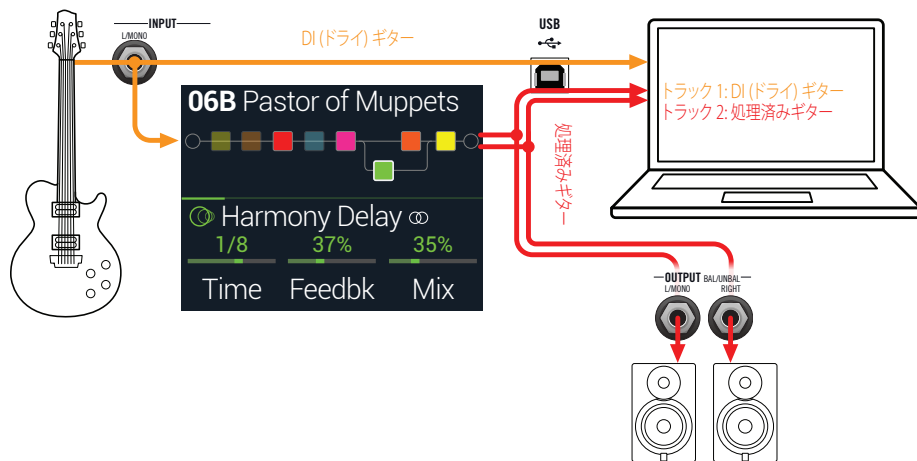 INPUT
L/MONO
DI (ドライ) ギター
USB
06B Pastor of Muppets
Harmony Delay
1/8 37% 35%
Time Feedbk Mix
処理済みギター
トラック 1: DI (ドライ) ギター
トラック 2: 処理済みギター
OUTPUT BAL/UNBAL
L/MONO RIGHT